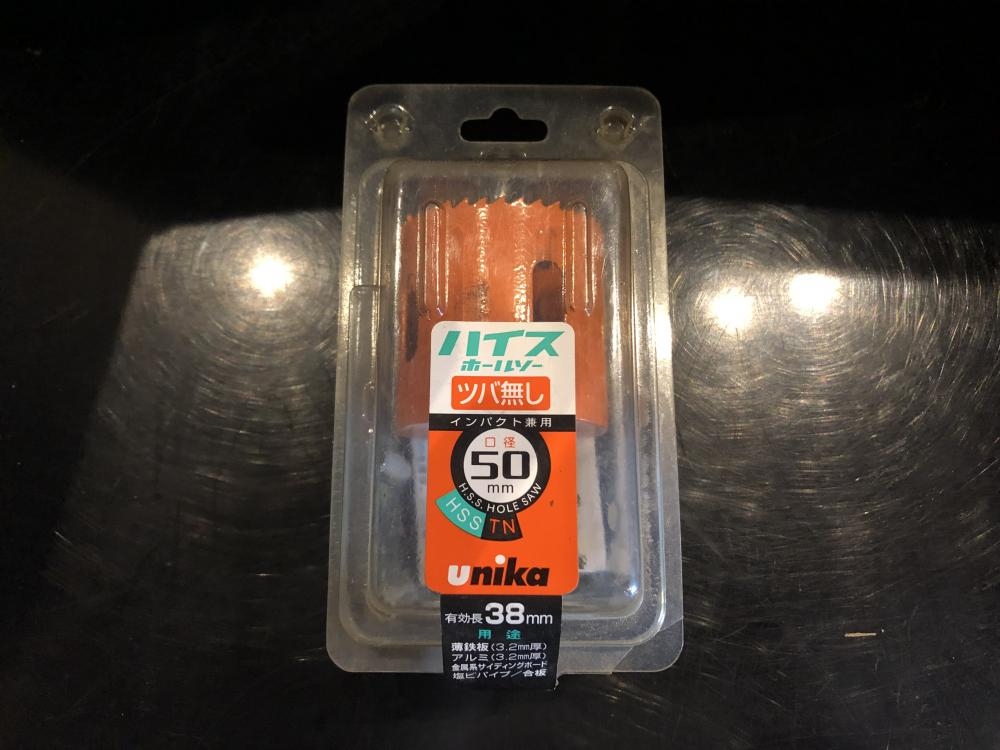 ハイス
ホールソー
ツバ無し
インパクト兼用
口径
50
mm
H.S.S. HOLE SAW
HSS TN
unika
有効長38mm
用途
薄鉄板(3.2mm厚)
アルミ(3.2mm厚)
金属系サイディングボード
塩ビパイプ/合板